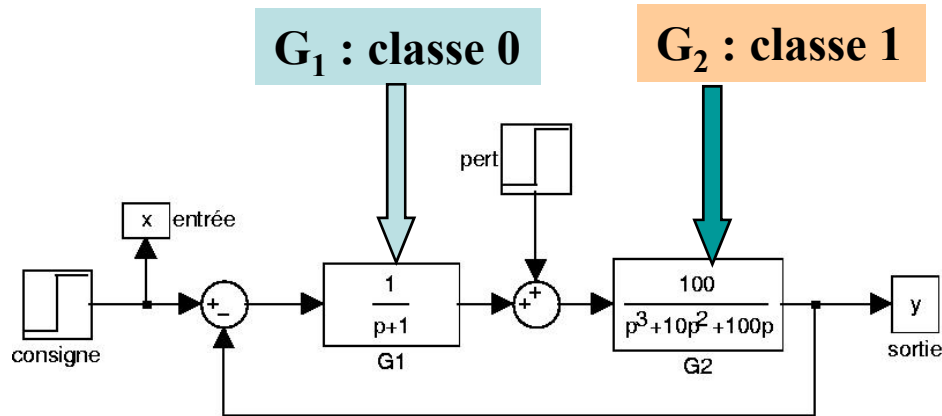 G₁ : classe 0
G₂ : classe 1
pert
x
entrée
consigne
+
−
1
p+1
G1
+
+
100
p³+10p²+100p
G2
y
sortie